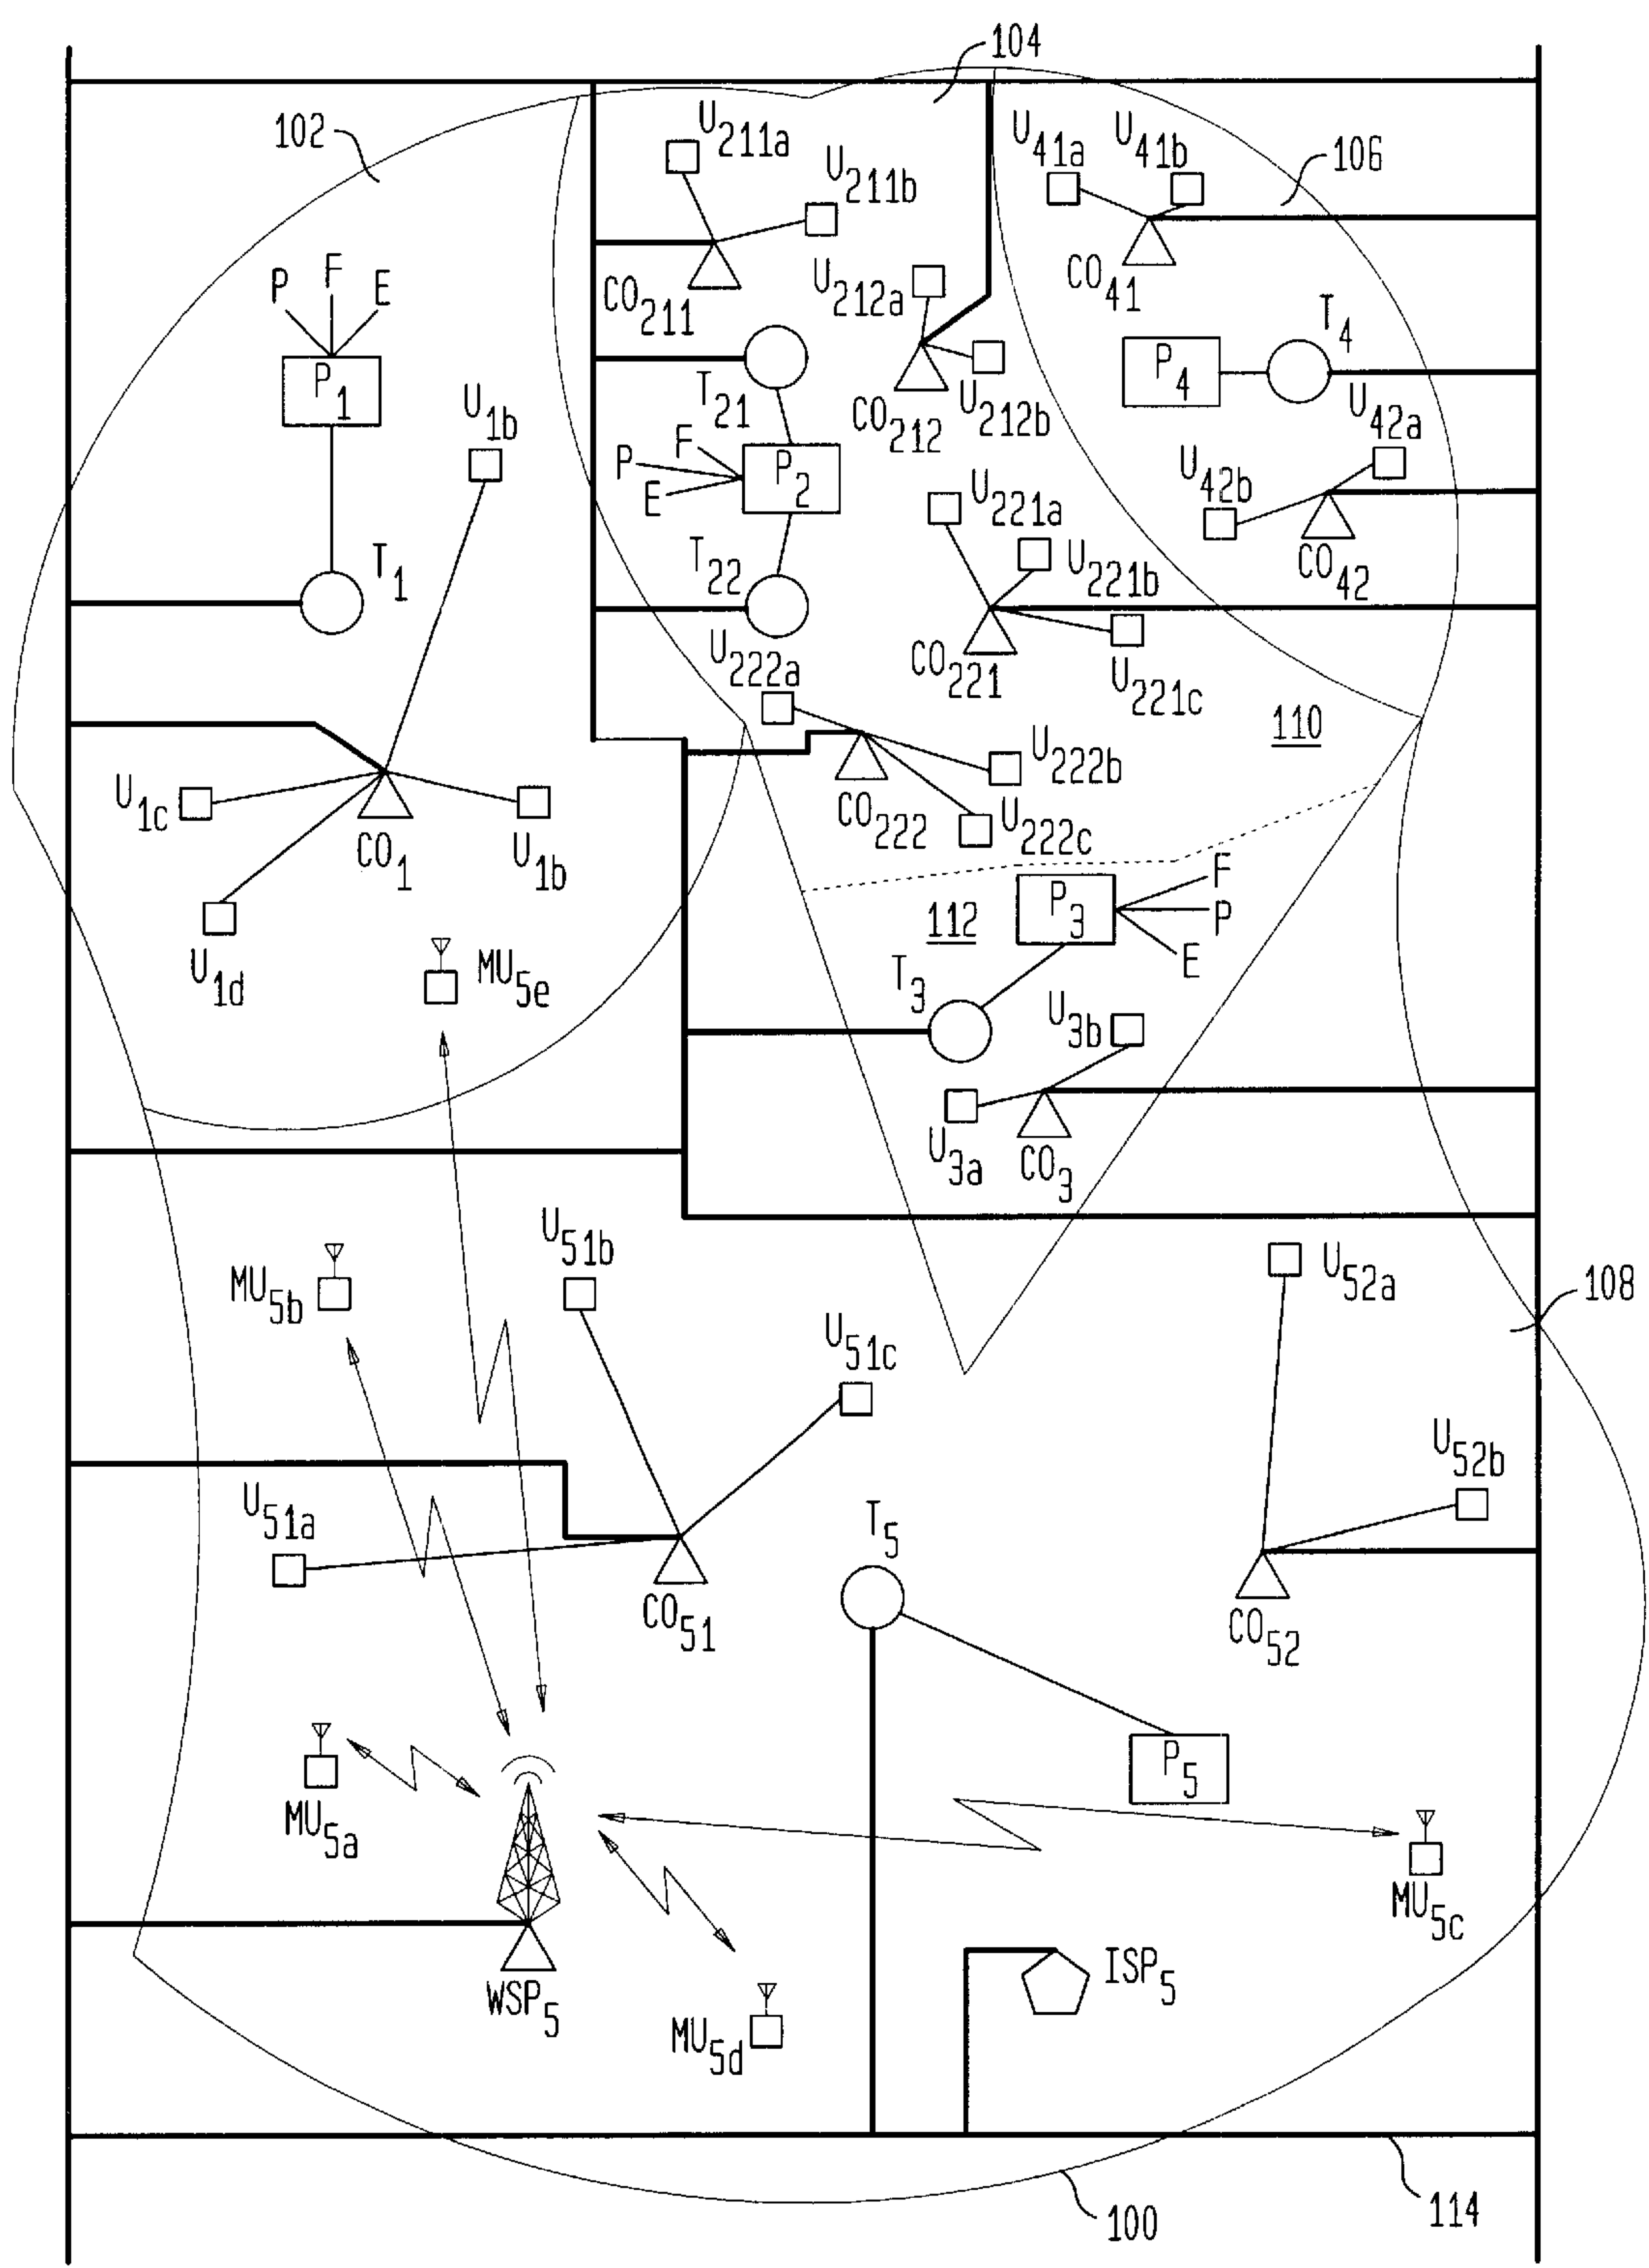 104
102
U211a
U211b
U41a
U41b
106
P F E
CO211
U212a
CO41
T4
P1
U1b
T21
CO212
U212b
P4
U42a
F
P
E
P2
U42b
U221a
T1
T22
U221b
CO42
U222a
CO221
U221c
110
U1c
CO1
U1b
U222b
CO222
U222c
U1d
MU5e
112
P3
F
P
E
T3
U3b
U3a
CO3
MU5b
U51b
U52a
108
U51c
U52b
U51a
T5
CO51
CO52
P5
MU5a
MU5c
WSP5
ISP5
MU5d
100
114